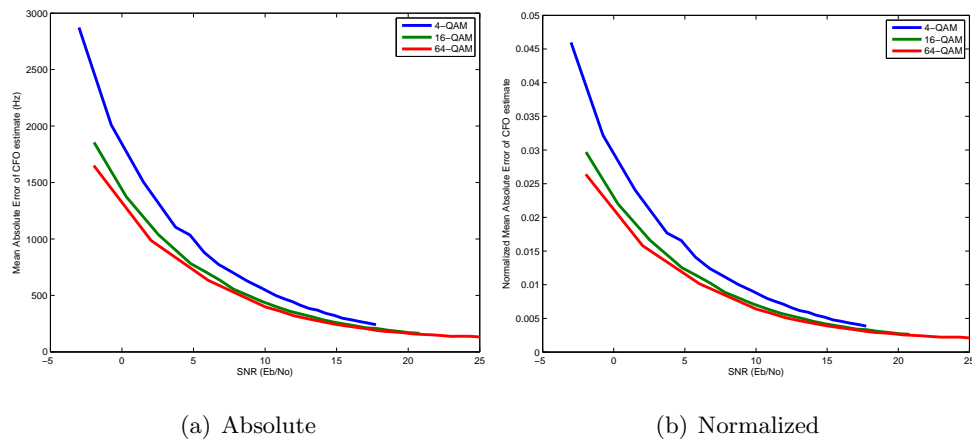 3000
2500
2000
1500
1000
500
0
−5
0
5
10
15
20
25
SNR (Eb/No)
Mean Absolute Error of CFO estimate (Hz)
4−QAM
16−QAM
64−QAM
0.05
0.045
0.04
0.035
0.03
0.025
0.02
0.015
0.01
0.005
0
−5
0
5
10
15
20
25
SNR (Eb/No)
Normalized Mean Absolute Error of CFO estimate
4−QAM
16−QAM
64−QAM
(a) Absolute
(b) Normalized